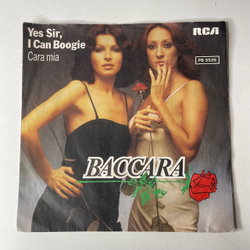 Yes Sir,
I Can Boogie
Cara mia
RCA
PB 5526
BACCARA